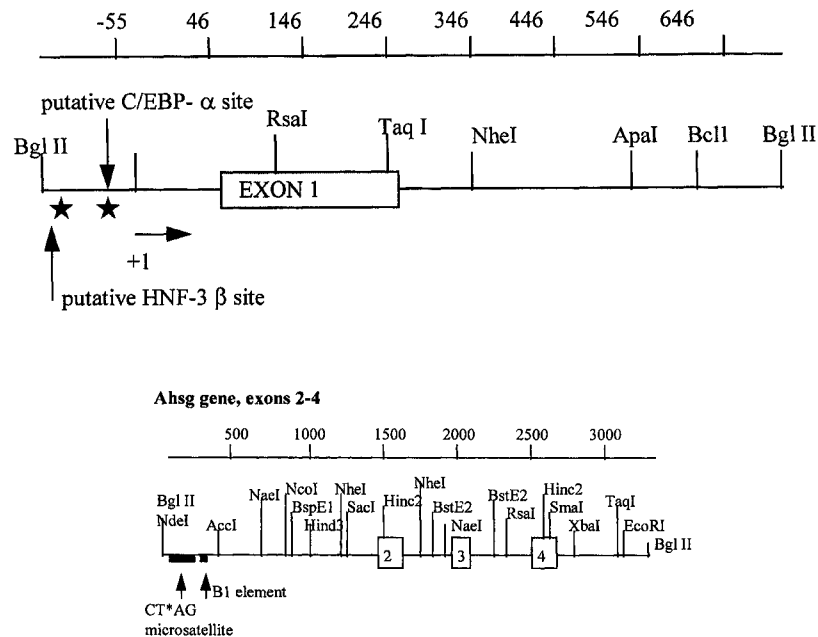 -55 46 146 246 346 446 546 646
putative C/EBP- α site
Bgl II RsaI Taq I NheI ApaI Bcl1 Bgl II
EXON 1
+1
putative HNF-3 β site
Ahsg gene, exons 2-4
500 1000 1500 2000 2500 3000
Bgl II
NdeI
AccI
NaeI
NcoI
BspE1
Hind3
NheI
SacI
Hinc2
NheI
BstE2
NaeI
BstE2
RsaI
Hinc2
SmaI
XbaI
TaqI
EcoRI
Bgl II
2 3 4
B1 element
CT*AG
microsatellite